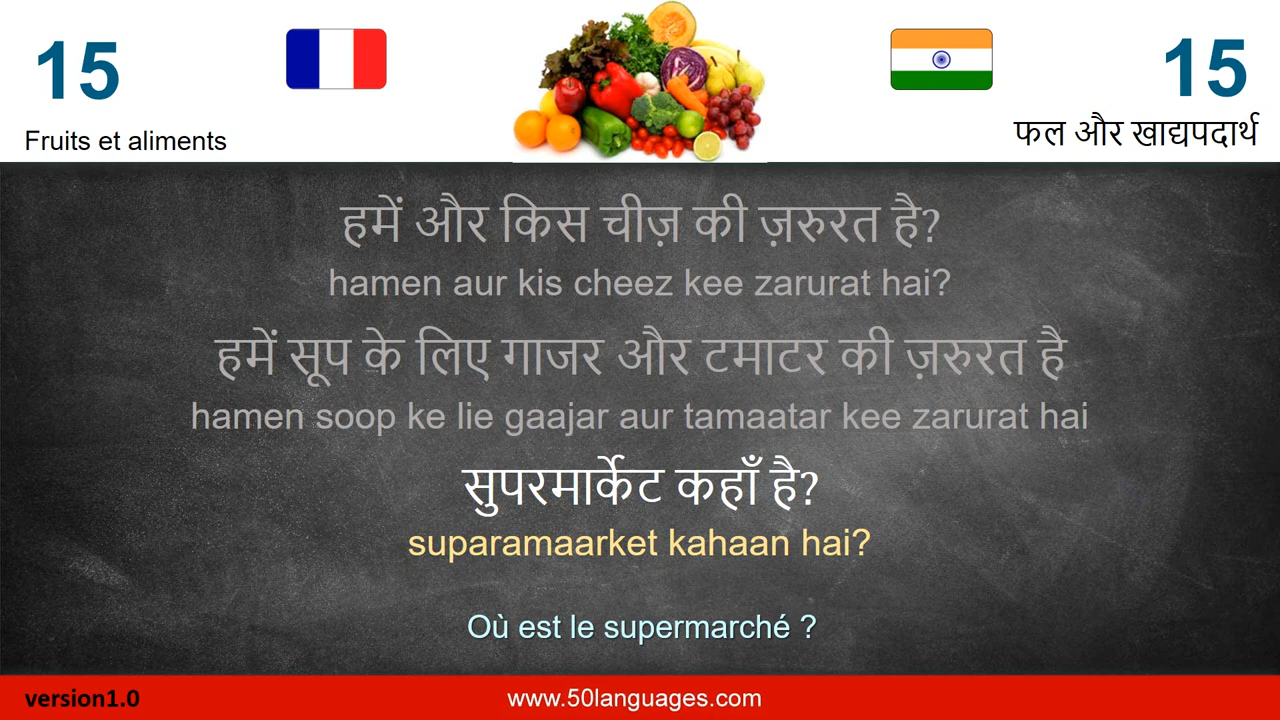 15
15
Fruits et aliments
फल और खाद्यपदार्थ
हमें और किस चीज़ की ज़रुरत है?
hamen aur kis cheez kee zarurat hai?
हमें सूप के लिए गाजर और टमाटर की ज़रुरत है
hamen soop ke lie gaajar aur tamaatar kee zarurat hai
सुपरमार्केट कहाँ है?
suparamaarket kahaan hai?
Où est le supermarché ?
version1.0
www.50languages.com